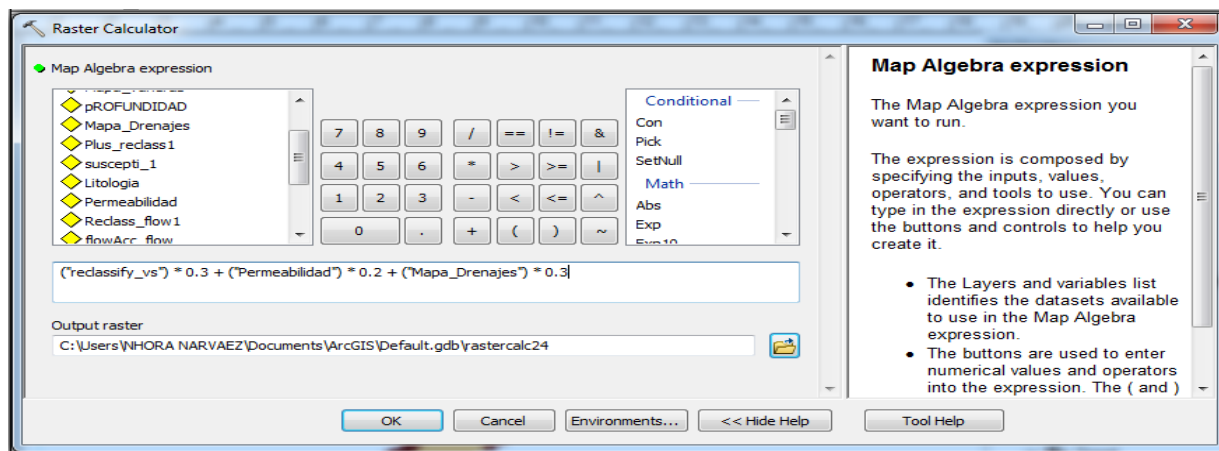 Raster Calculator
Map Algebra expression
pROFUNDIDAD
Mapa_Drenajes
Plus_reclass1
suscepti_1
Litologia
Permeabilidad
Reclass_flow1
flowAcc_flow
7 8 9 / == != &
4 5 6 * > >= |
1 2 3 - < <= ^
0 . + ( ) ~
Conditional
Con
Pick
SetNull
Math
Abs
Exp
Exp10
("reclassify_vs") * 0.3 + ("Permeabilidad") * 0.2 + ("Mapa_Drenajes") * 0.3
Output raster
C:\Users\NHORA NARVAEZ\Documents\ArcGIS\Default.gdb\rastercalc24
OK Cancel Environments... << Hide Help Tool Help
Map Algebra expression
The Map Algebra expression you
want to run.
The expression is composed by
specifying the inputs, values,
operators, and tools to use. You can
type in the expression directly or use
the buttons and controls to help you
create it.
• The Layers and variables list
identifies the datasets available
to use in the Map Algebra
expression.
• The buttons are used to enter
numerical values and operators
into the expression. The ( and )